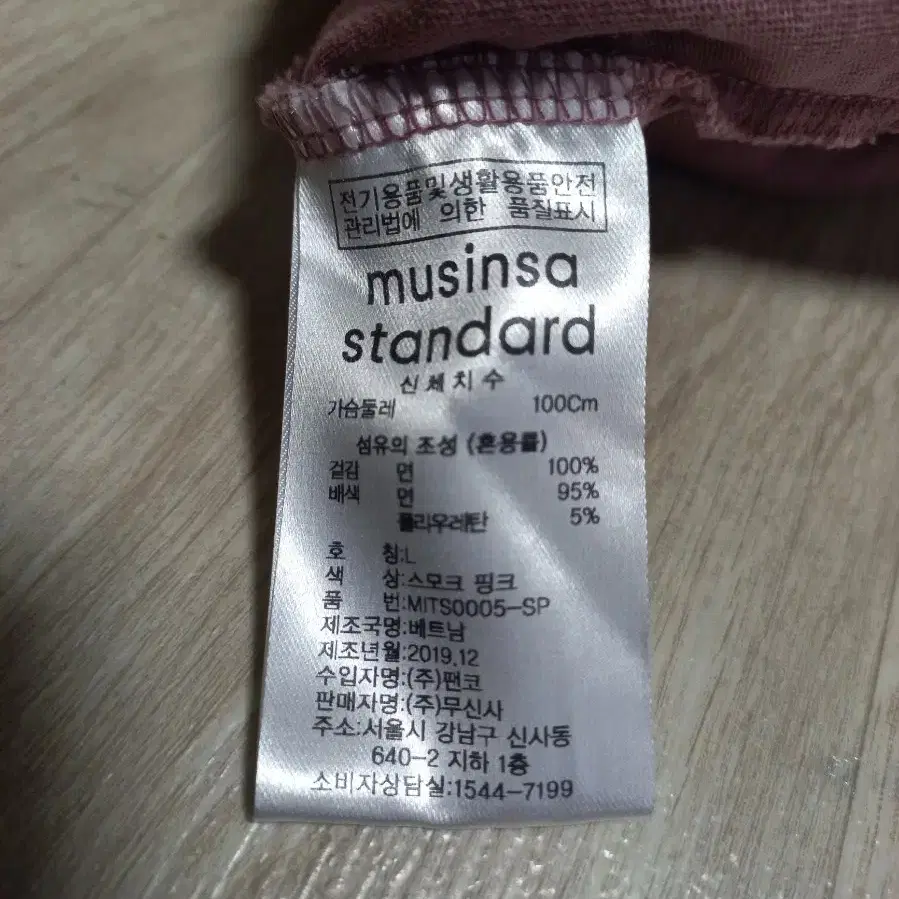 전기용품및생활용품안전
관리법에 의한 품질표시
musinsa
standard
신체치수
가슴둘레 100Cm
섬유의 조성 (혼용률)
겉감 면 100%
배색 면 95%
폴리우레탄 5%
호 칭:L
색 상:스모크 핑크
품 번:MITS0005-SP
제조국명:베트남
제조년월:2019.12
수입자명:(주)팬코
판매자명:(주)무신사
주소:서울시 강남구 신사동
640-2 지하 1층
소비자상담실:1544-7199